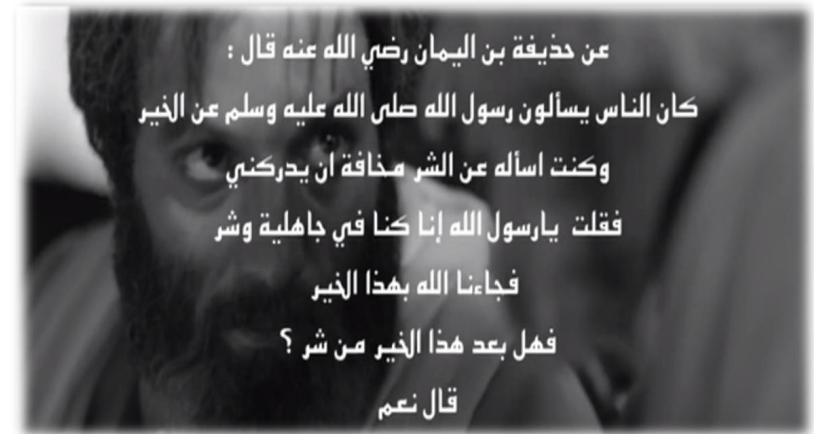 عن حذيفة بن اليمان رضي الله عنه قال :
كان الناس يسألون رسول الله صلى الله عليه وسلم عن الخير
وكنت اسأله عن الشر مخافة ان يدركني
فقلت يارسول الله إنا كنا في جاهلية وشر
فجاءنا الله بهذا الخير
فهل بعد هذا الخير من شر ؟
قال نعم